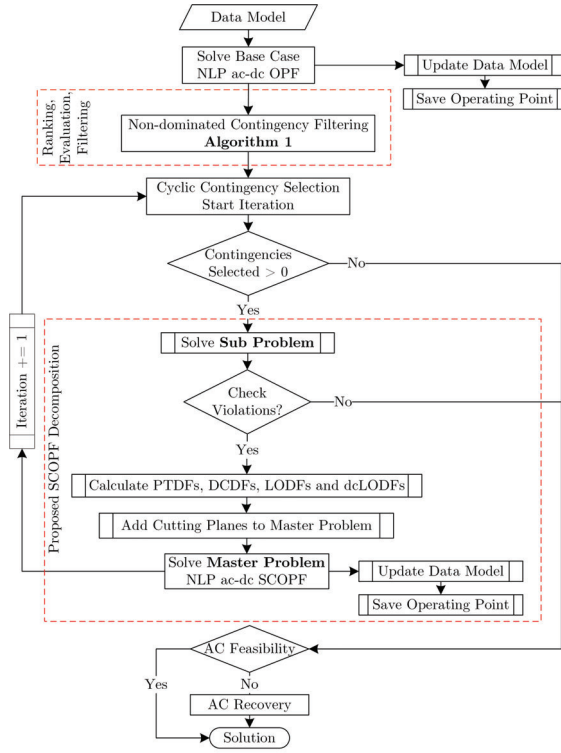 Data Model
Solve Base Case
NLP ac-dc OPF
Update Data Model
Save Operating Point
Ranking,
Evaluation,
Filtering
Non-dominated Contingency Filtering
Algorithm 1
Cyclic Contingency Selection
Start Iteration
Contingencies
Selected > 0
No
Yes
Iteration += 1
Proposed SCOPF Decomposition
Solve Sub Problem
Check
Violations?
No
Yes
Calculate PTDFs, DCDFs, LODFs and dcLODFs
Add Cutting Planes to Master Problem
Solve Master Problem
NLP ac-dc SCOPF
Update Data Model
Save Operating Point
AC Feasibility
Yes
No
AC Recovery
Solution